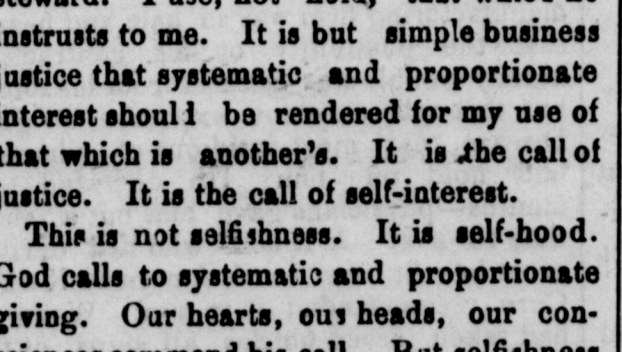 instrusts to me. It is but simple business
justice that systematic and proportionate
interest should be rendered for my use of
that which is another's. It is the call of
justice. It is the call of self-interest.
This is not selfishness. It is self-hood.
God calls to systematic and proportionate
giving. Our hearts, our heads, our con-